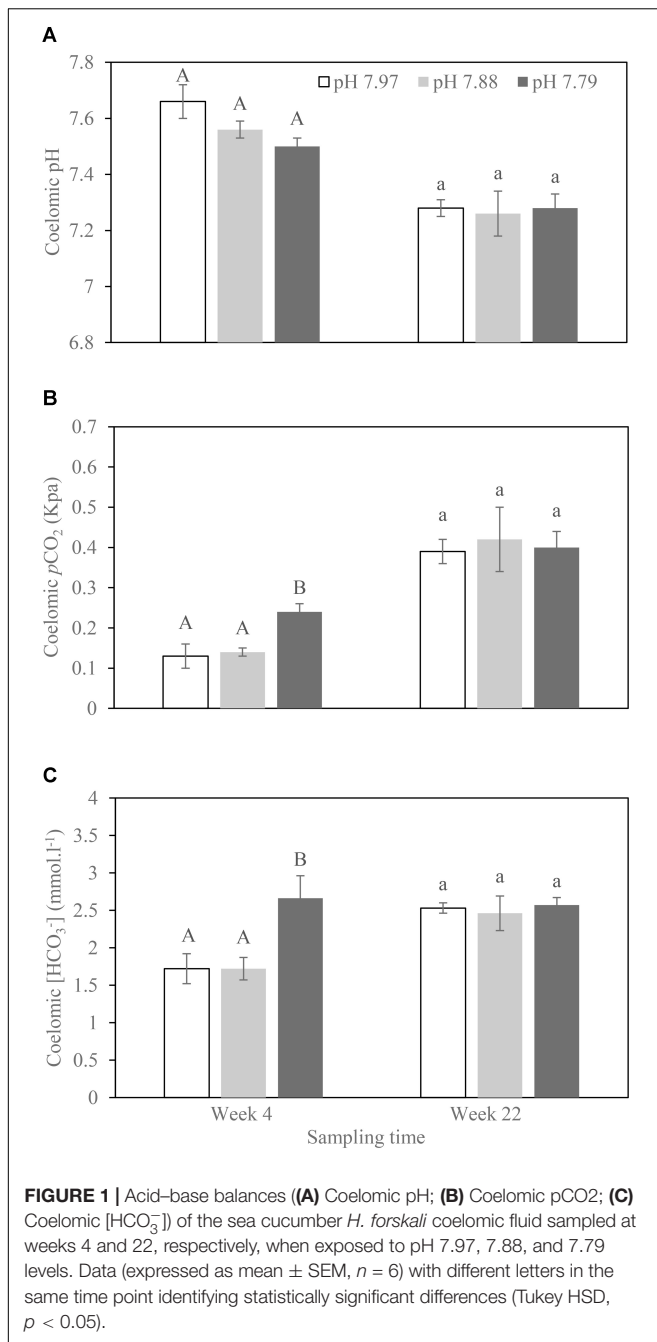 A
7.8
7.6
7.4
7.2
7
6.8
Coelomic pH
pH 7.97 pH 7.88 pH 7.79
A A A
a a a
B
0.7
0.6
0.5
0.4
0.3
0.2
0.1
0
Coelomic pCO₂ (Kpa)
A A B
a a a
C
4
3.5
3
2.5
2
1.5
1
0.5
0
Coelomic [HCO₃⁻] (mmol.l⁻¹)
A A B
a a a
Week 4 Week 22
Sampling time
FIGURE 1 | Acid–base balances ((A) Coelomic pH; (B) Coelomic pCO2; (C)
Coelomic [HCO₃⁻]) of the sea cucumber H. forskali coelomic fluid sampled at
weeks 4 and 22, respectively, when exposed to pH 7.97, 7.88, and 7.79
levels. Data (expressed as mean ± SEM, n = 6) with different letters in the
same time point identifying statistically significant differences (Tukey HSD,
p < 0.05).